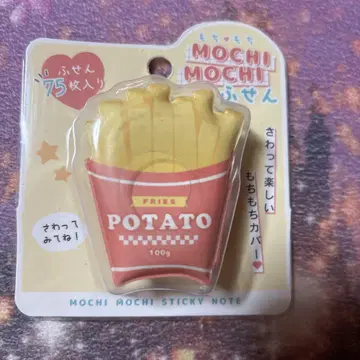 もち♥もち
MOCHI
MOCHI
ふせん
ふせん
75枚入り
さわって楽しい
もちもちカバー♥
FRIES
POTATO
100g
さわって
みてね!
MOCHI MOCHI STICKY NOTE